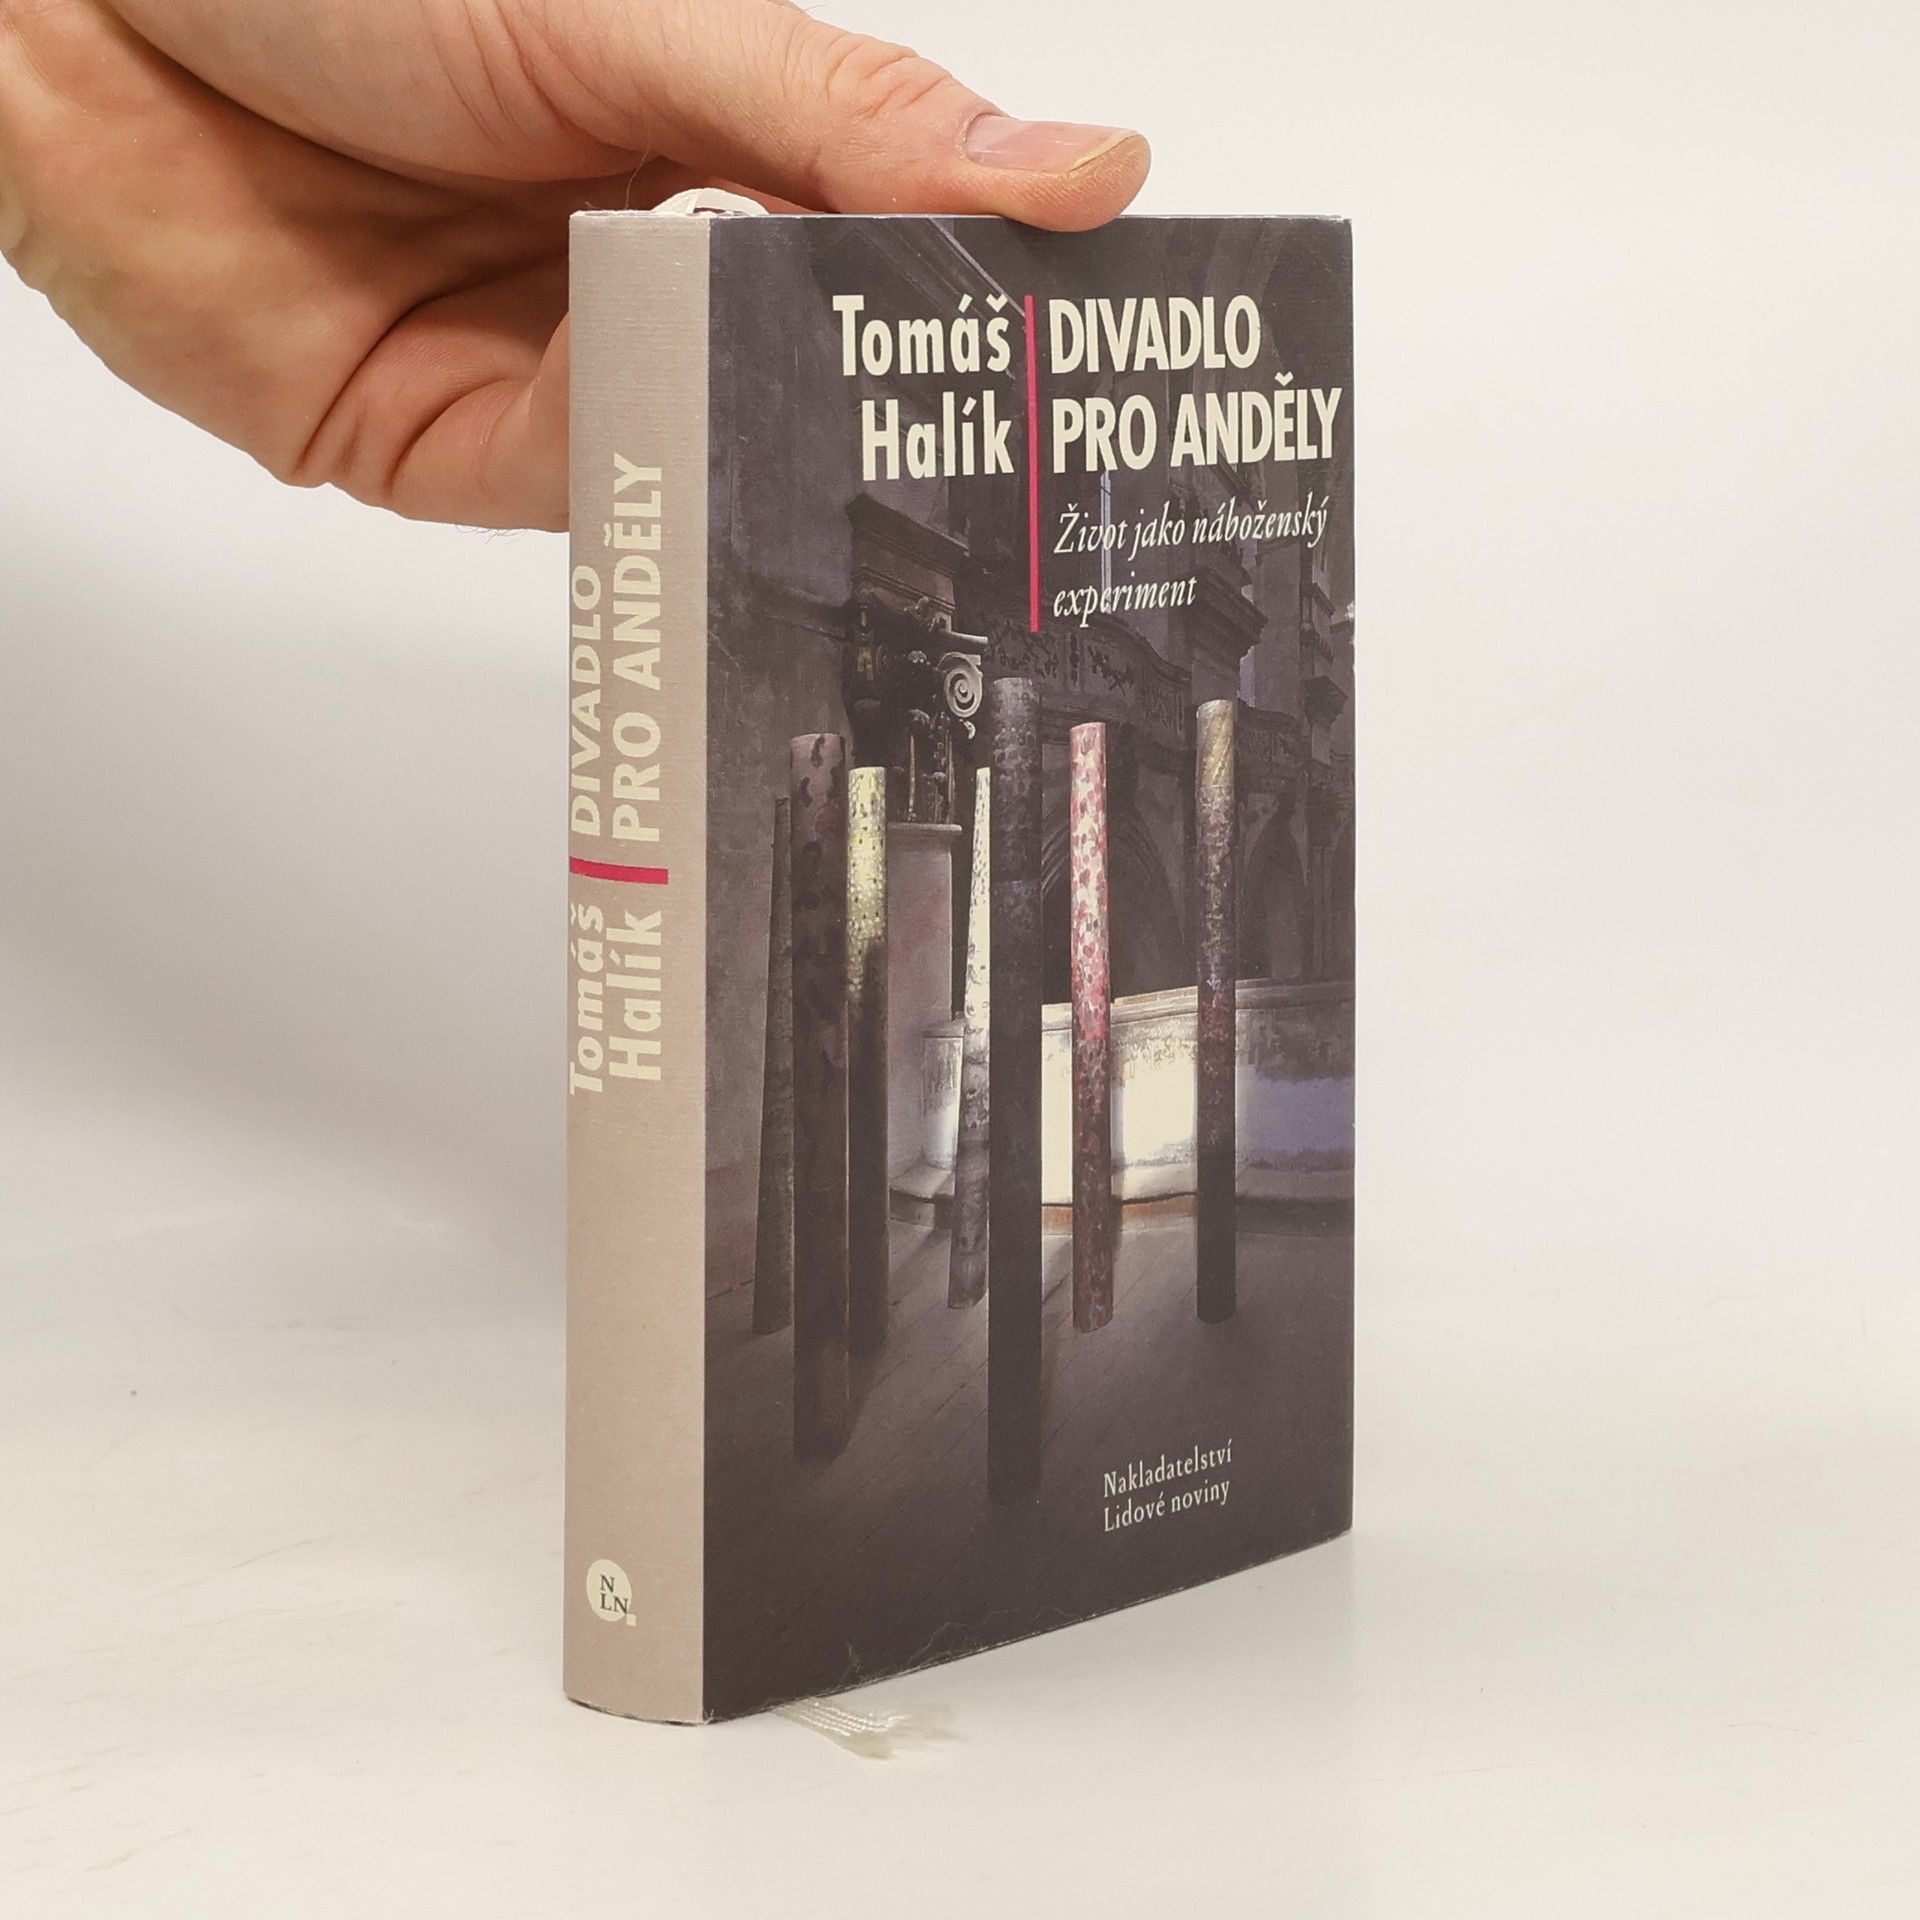 Tomáš
Halík
DIVADLO
PRO ANDĚLY
Život jako náboženský
experiment
Nakladatelství
Lidové noviny
Tomáš
Halík
DIVADLO
PRO ANDĚLY
N
LN